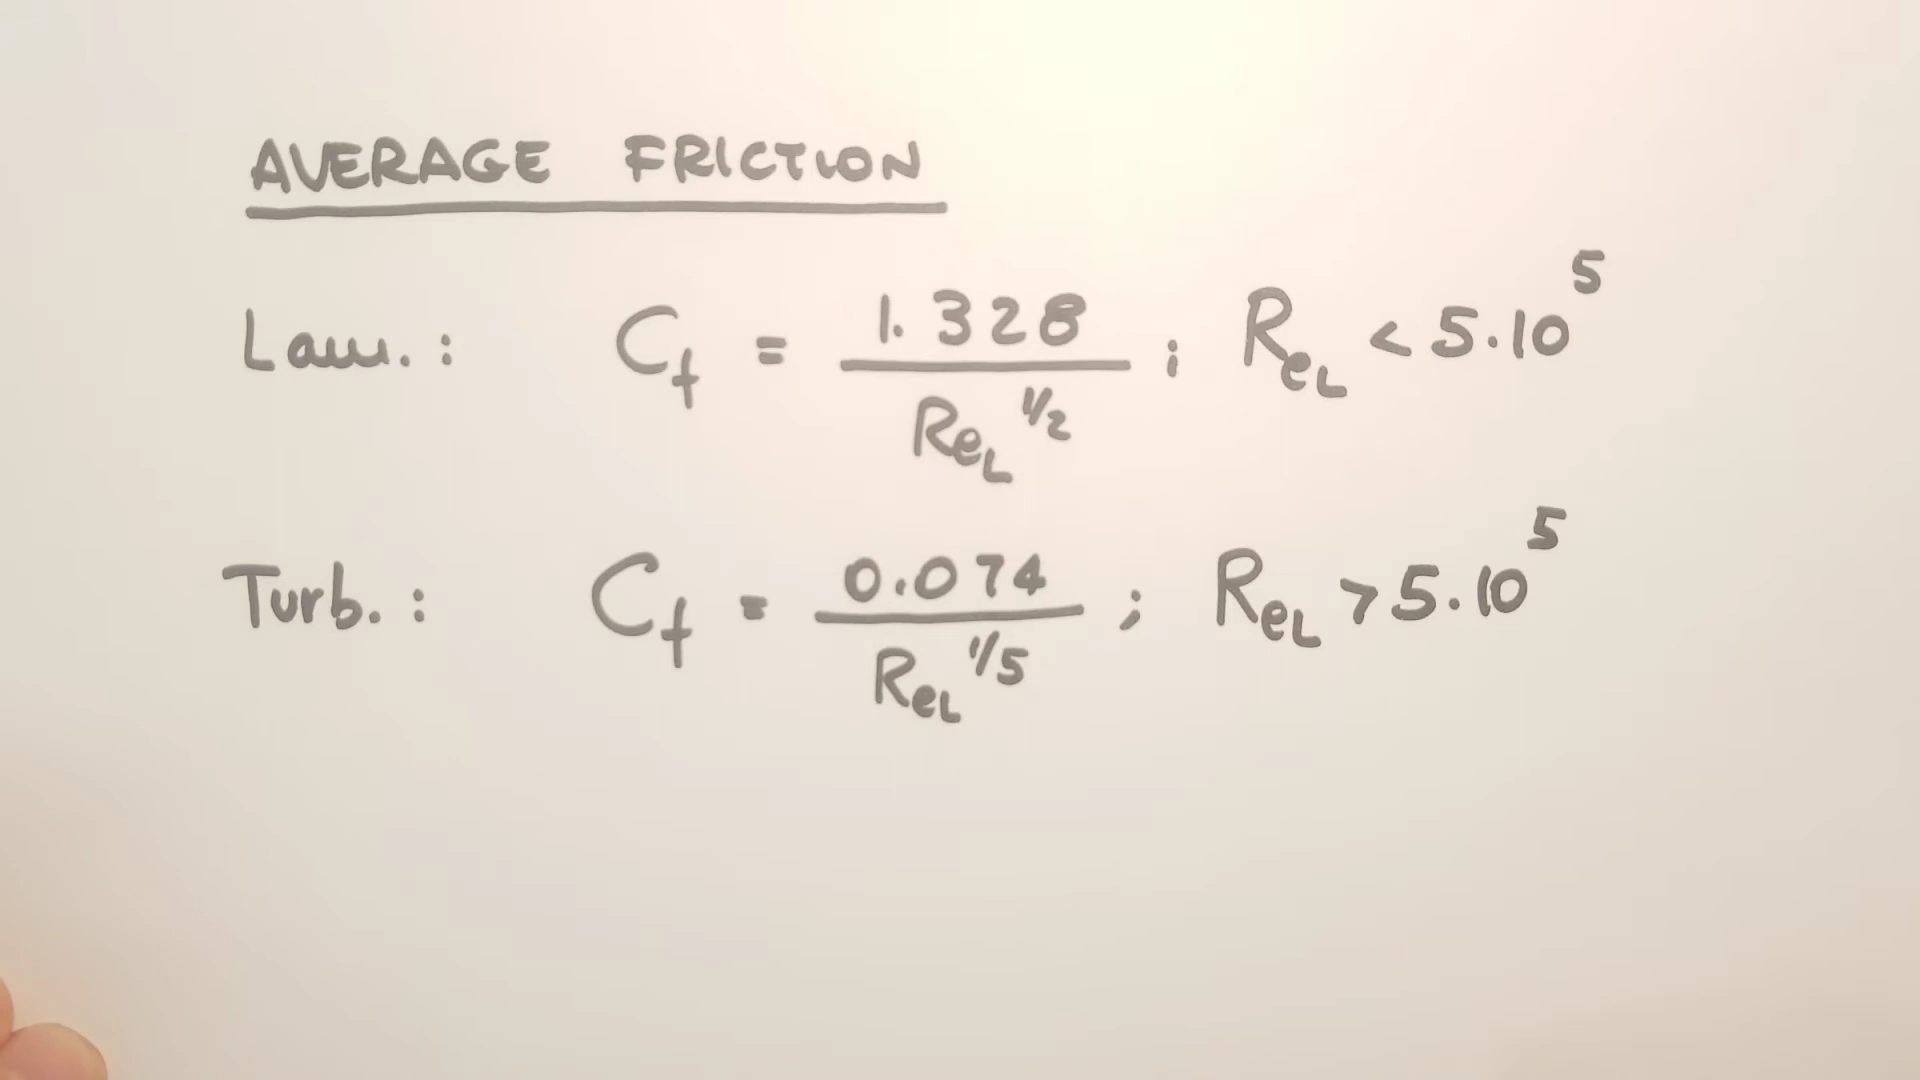 AVERAGE FRICTION
Lam. : Cf = 1.328 / ReL^1/2 ; ReL < 5.10^5
Turb. : Cf = 0.074 / ReL^1/5 ; ReL > 5.10^5